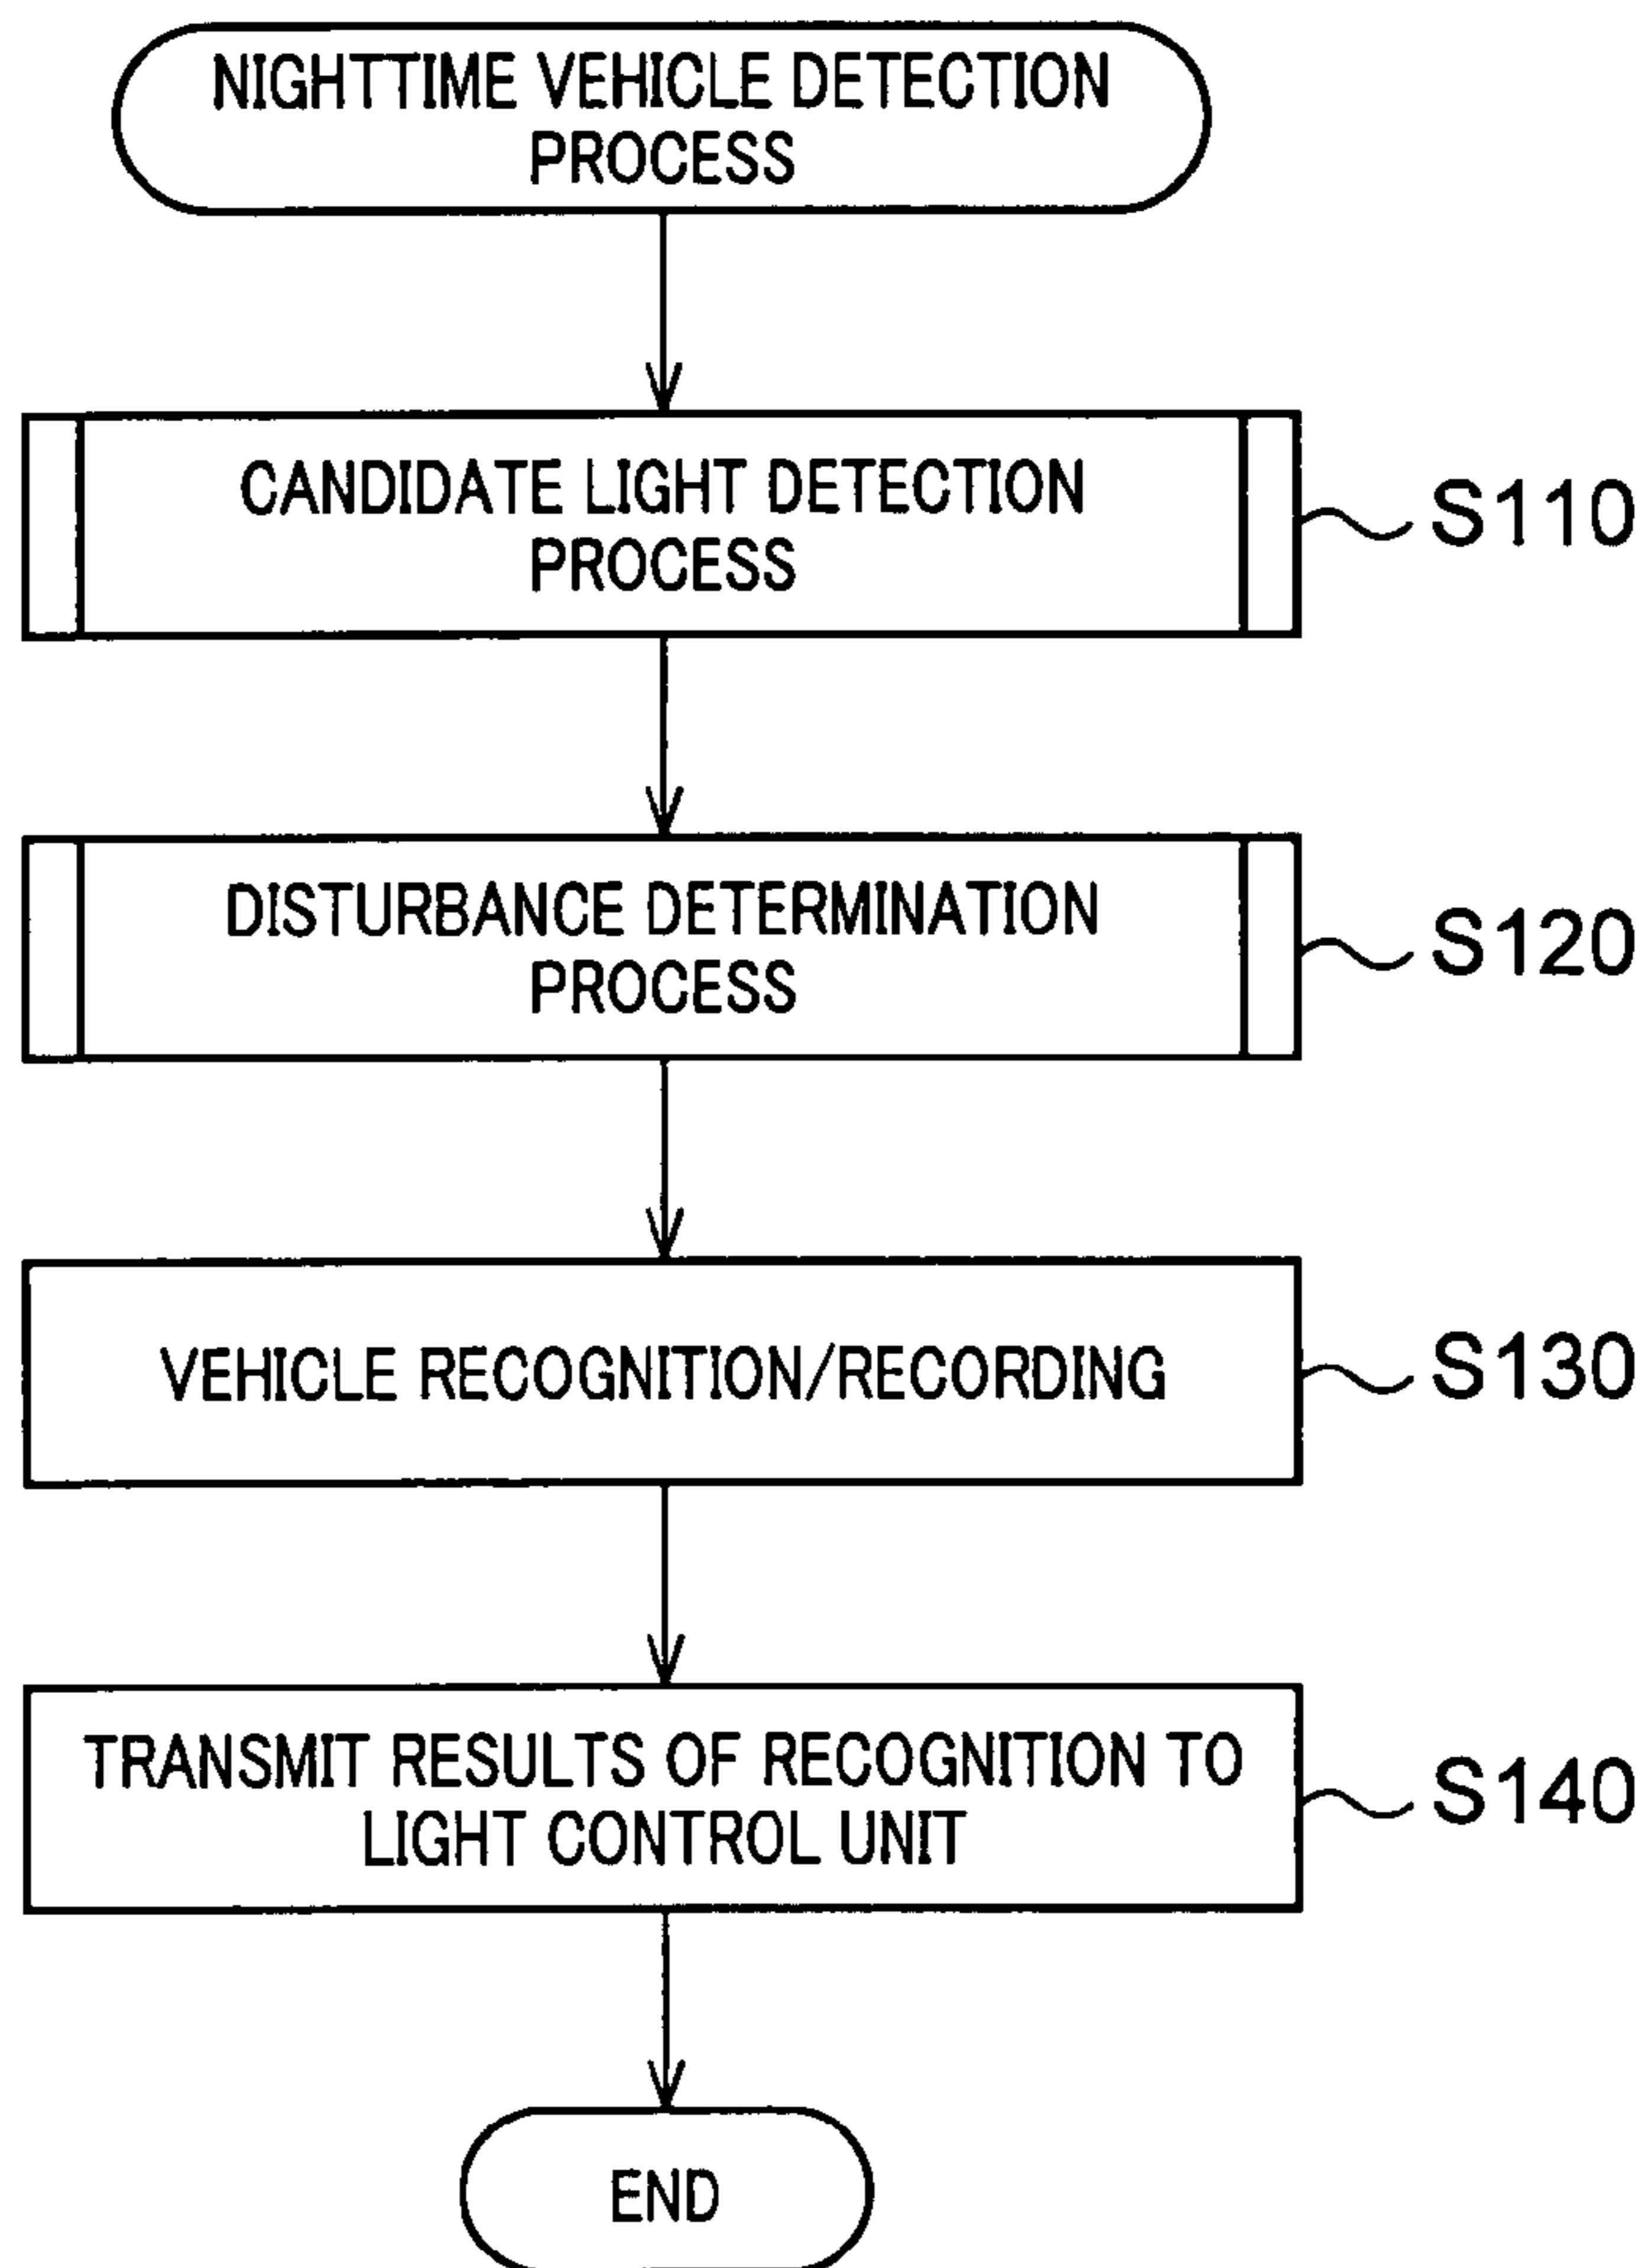 NIGHTTIME VEHICLE DETECTION
PROCESS
CANDIDATE LIGHT DETECTION
PROCESS
S110
DISTURBANCE DETERMINATION
PROCESS
S120
VEHICLE RECOGNITION/RECORDING
S130
TRANSMIT RESULTS OF RECOGNITION TO
LIGHT CONTROL UNIT
S140
END